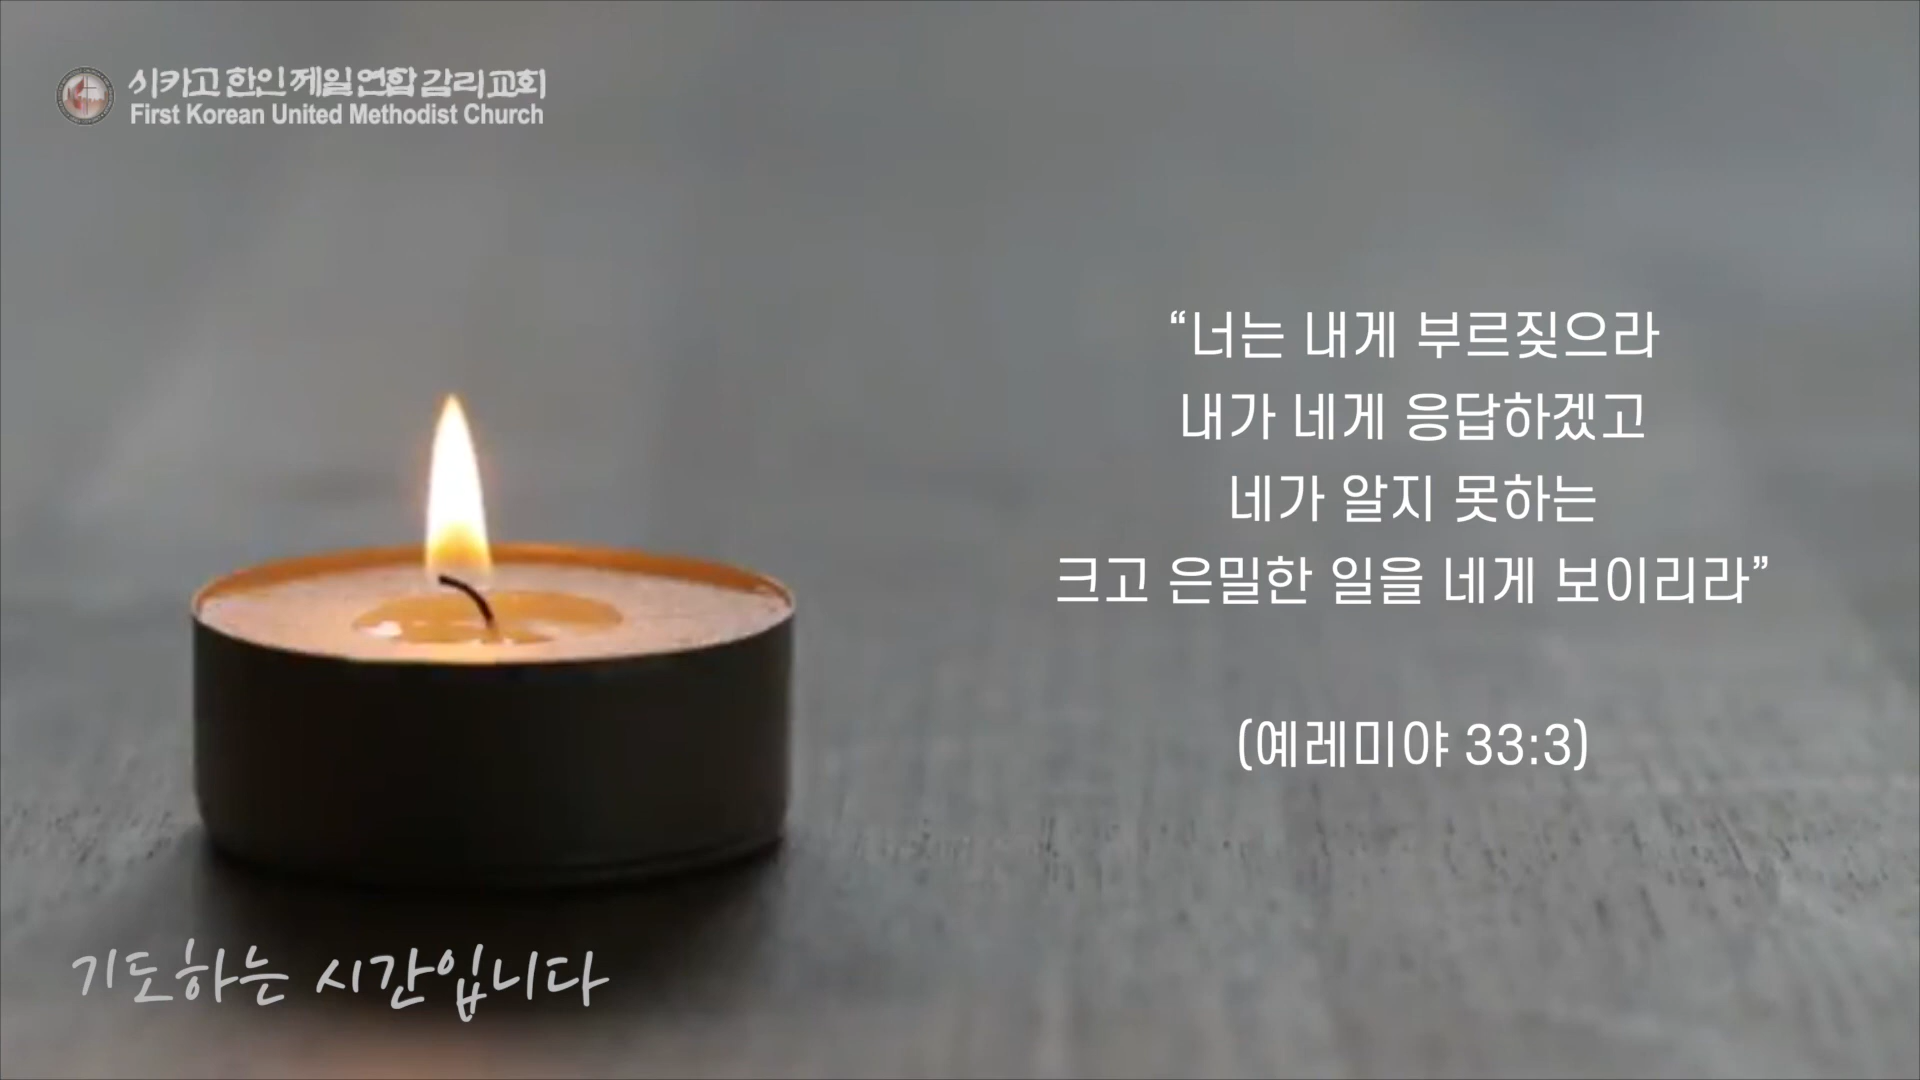 시카고 한인 제일 연합 감리교회
First Korean United Methodist Church
“너는 내게 부르짖으라
내가 네게 응답하겠고
네가 알지 못하는
크고 은밀한 일을 네게 보이리라”
(예레미야 33:3)
기도하는 시간입니다